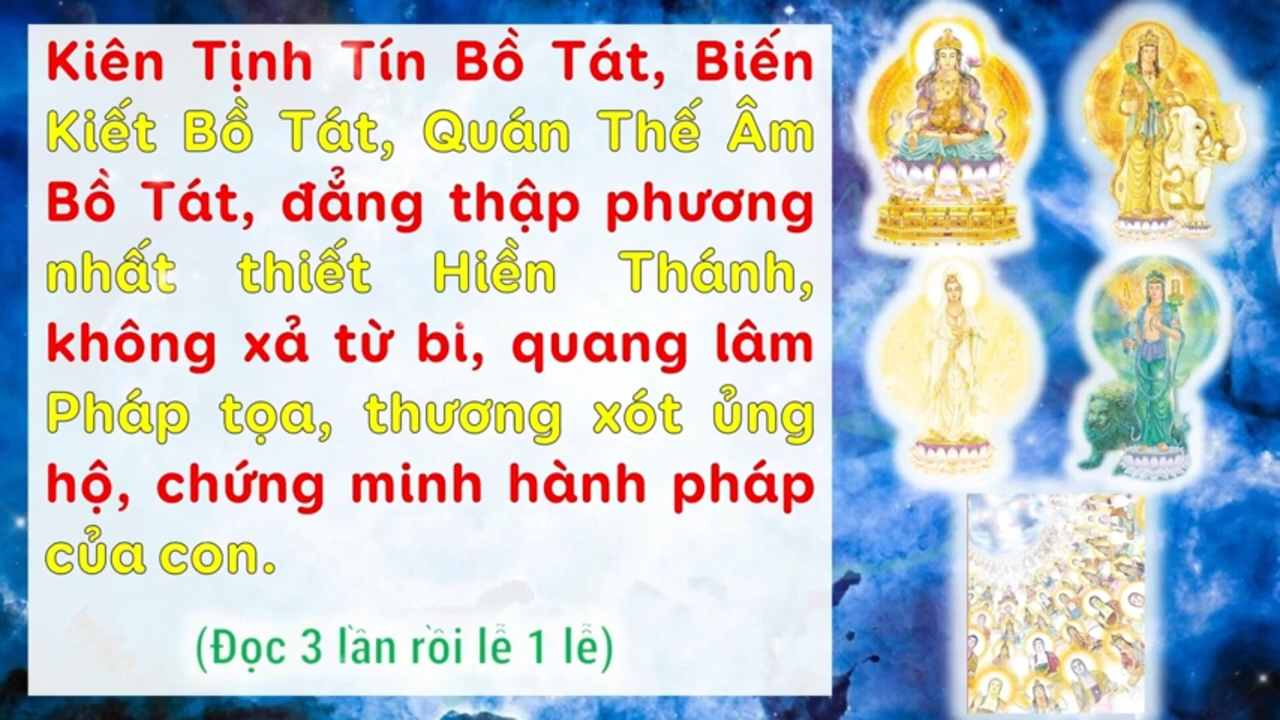 Kiên Tịnh Tín Bồ Tát, Biến
Kiết Bồ Tát, Quán Thế Âm
Bồ Tát, đẳng thập phương
nhất thiết Hiền Thánh,
không xả từ bi, quang lâm
Pháp tọa, thương xót ủng
hộ, chứng minh hành pháp
của con.
(Đọc 3 lần rồi lễ 1 lễ)